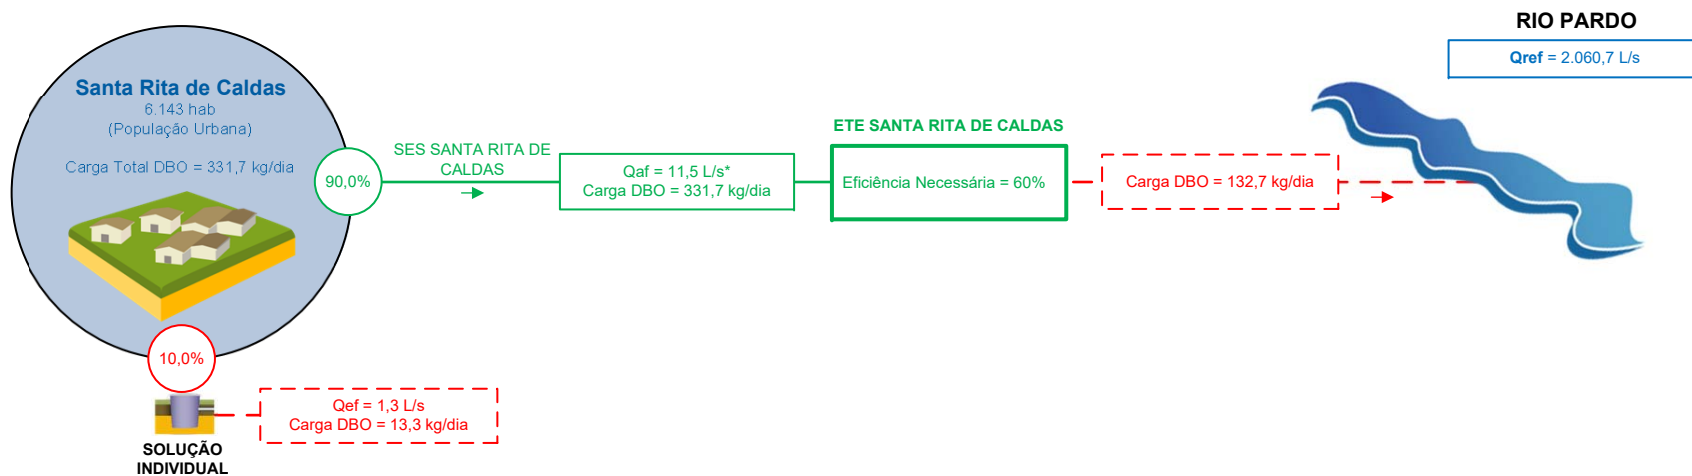 RIO PARDO
Qref = 2.060,7 L/s
Santa Rita de Caldas
6.143 hab
(População Urbana)
Carga Total DBO = 331,7 kg/dia
90,0%
SES SANTA RITA DE
CALDAS
Qaf = 11,5 L/s*
Carga DBO = 331,7 kg/dia
ETE SANTA RITA DE CALDAS
Eficiência Necessária = 60%
Carga DBO = 132,7 kg/dia
10,0%
Qef = 1,3 L/s
Carga DBO = 13,3 kg/dia
SOLUÇÃO
INDIVIDUAL